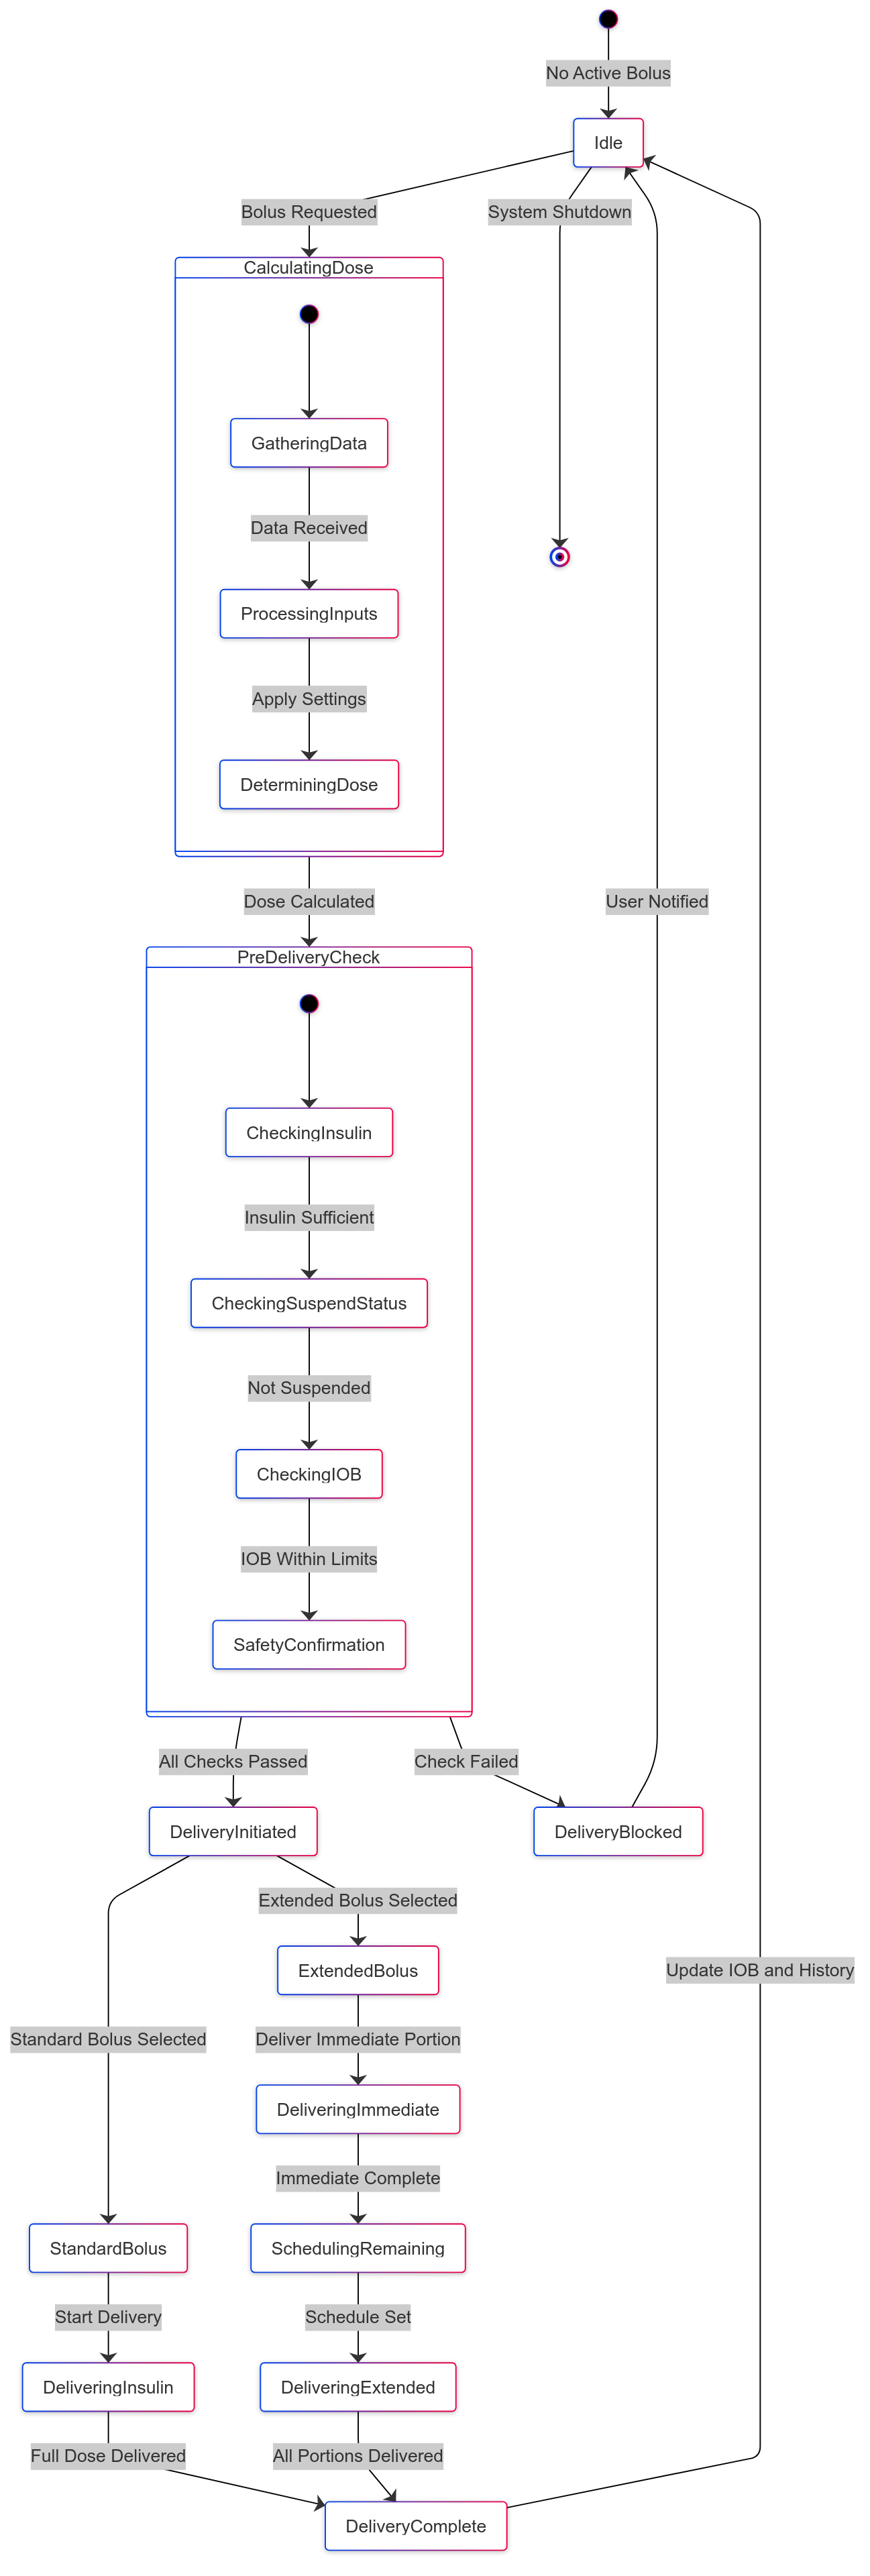 No Active Bolus
Idle
Bolus Requested
System Shutdown
CalculatingDose
GatheringData
Data Received
ProcessingInputs
Apply Settings
DeterminingDose
Dose Calculated
User Notified
PreDeliveryCheck
CheckingInsulin
Insulin Sufficient
CheckingSuspendStatus
Not Suspended
CheckingIOB
IOB Within Limits
SafetyConfirmation
All Checks Passed
Check Failed
DeliveryInitiated
DeliveryBlocked
Extended Bolus Selected
ExtendedBolus
Update IOB and History
Standard Bolus Selected
Deliver Immediate Portion
DeliveringImmediate
Immediate Complete
StandardBolus
SchedulingRemaining
Start Delivery
Schedule Set
DeliveringInsulin
DeliveringExtended
Full Dose Delivered
All Portions Delivered
DeliveryComplete